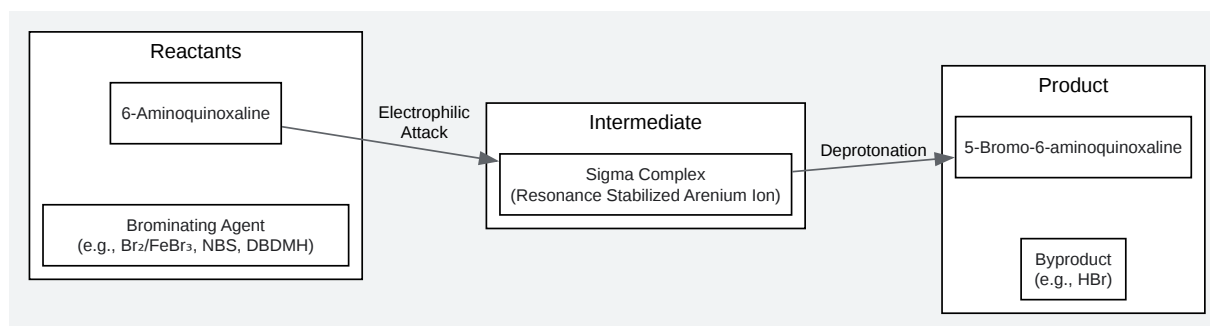 Reactants
6-Aminoquinoxaline
Brominating Agent
(e.g., Br₂/FeBr₃, NBS, DBDMH)
Electrophilic
Attack
Intermediate
Sigma Complex
(Resonance Stabilized Arenium Ion)
Deprotonation
Product
5-Bromo-6-aminoquinoxaline
Byproduct
(e.g., HBr)